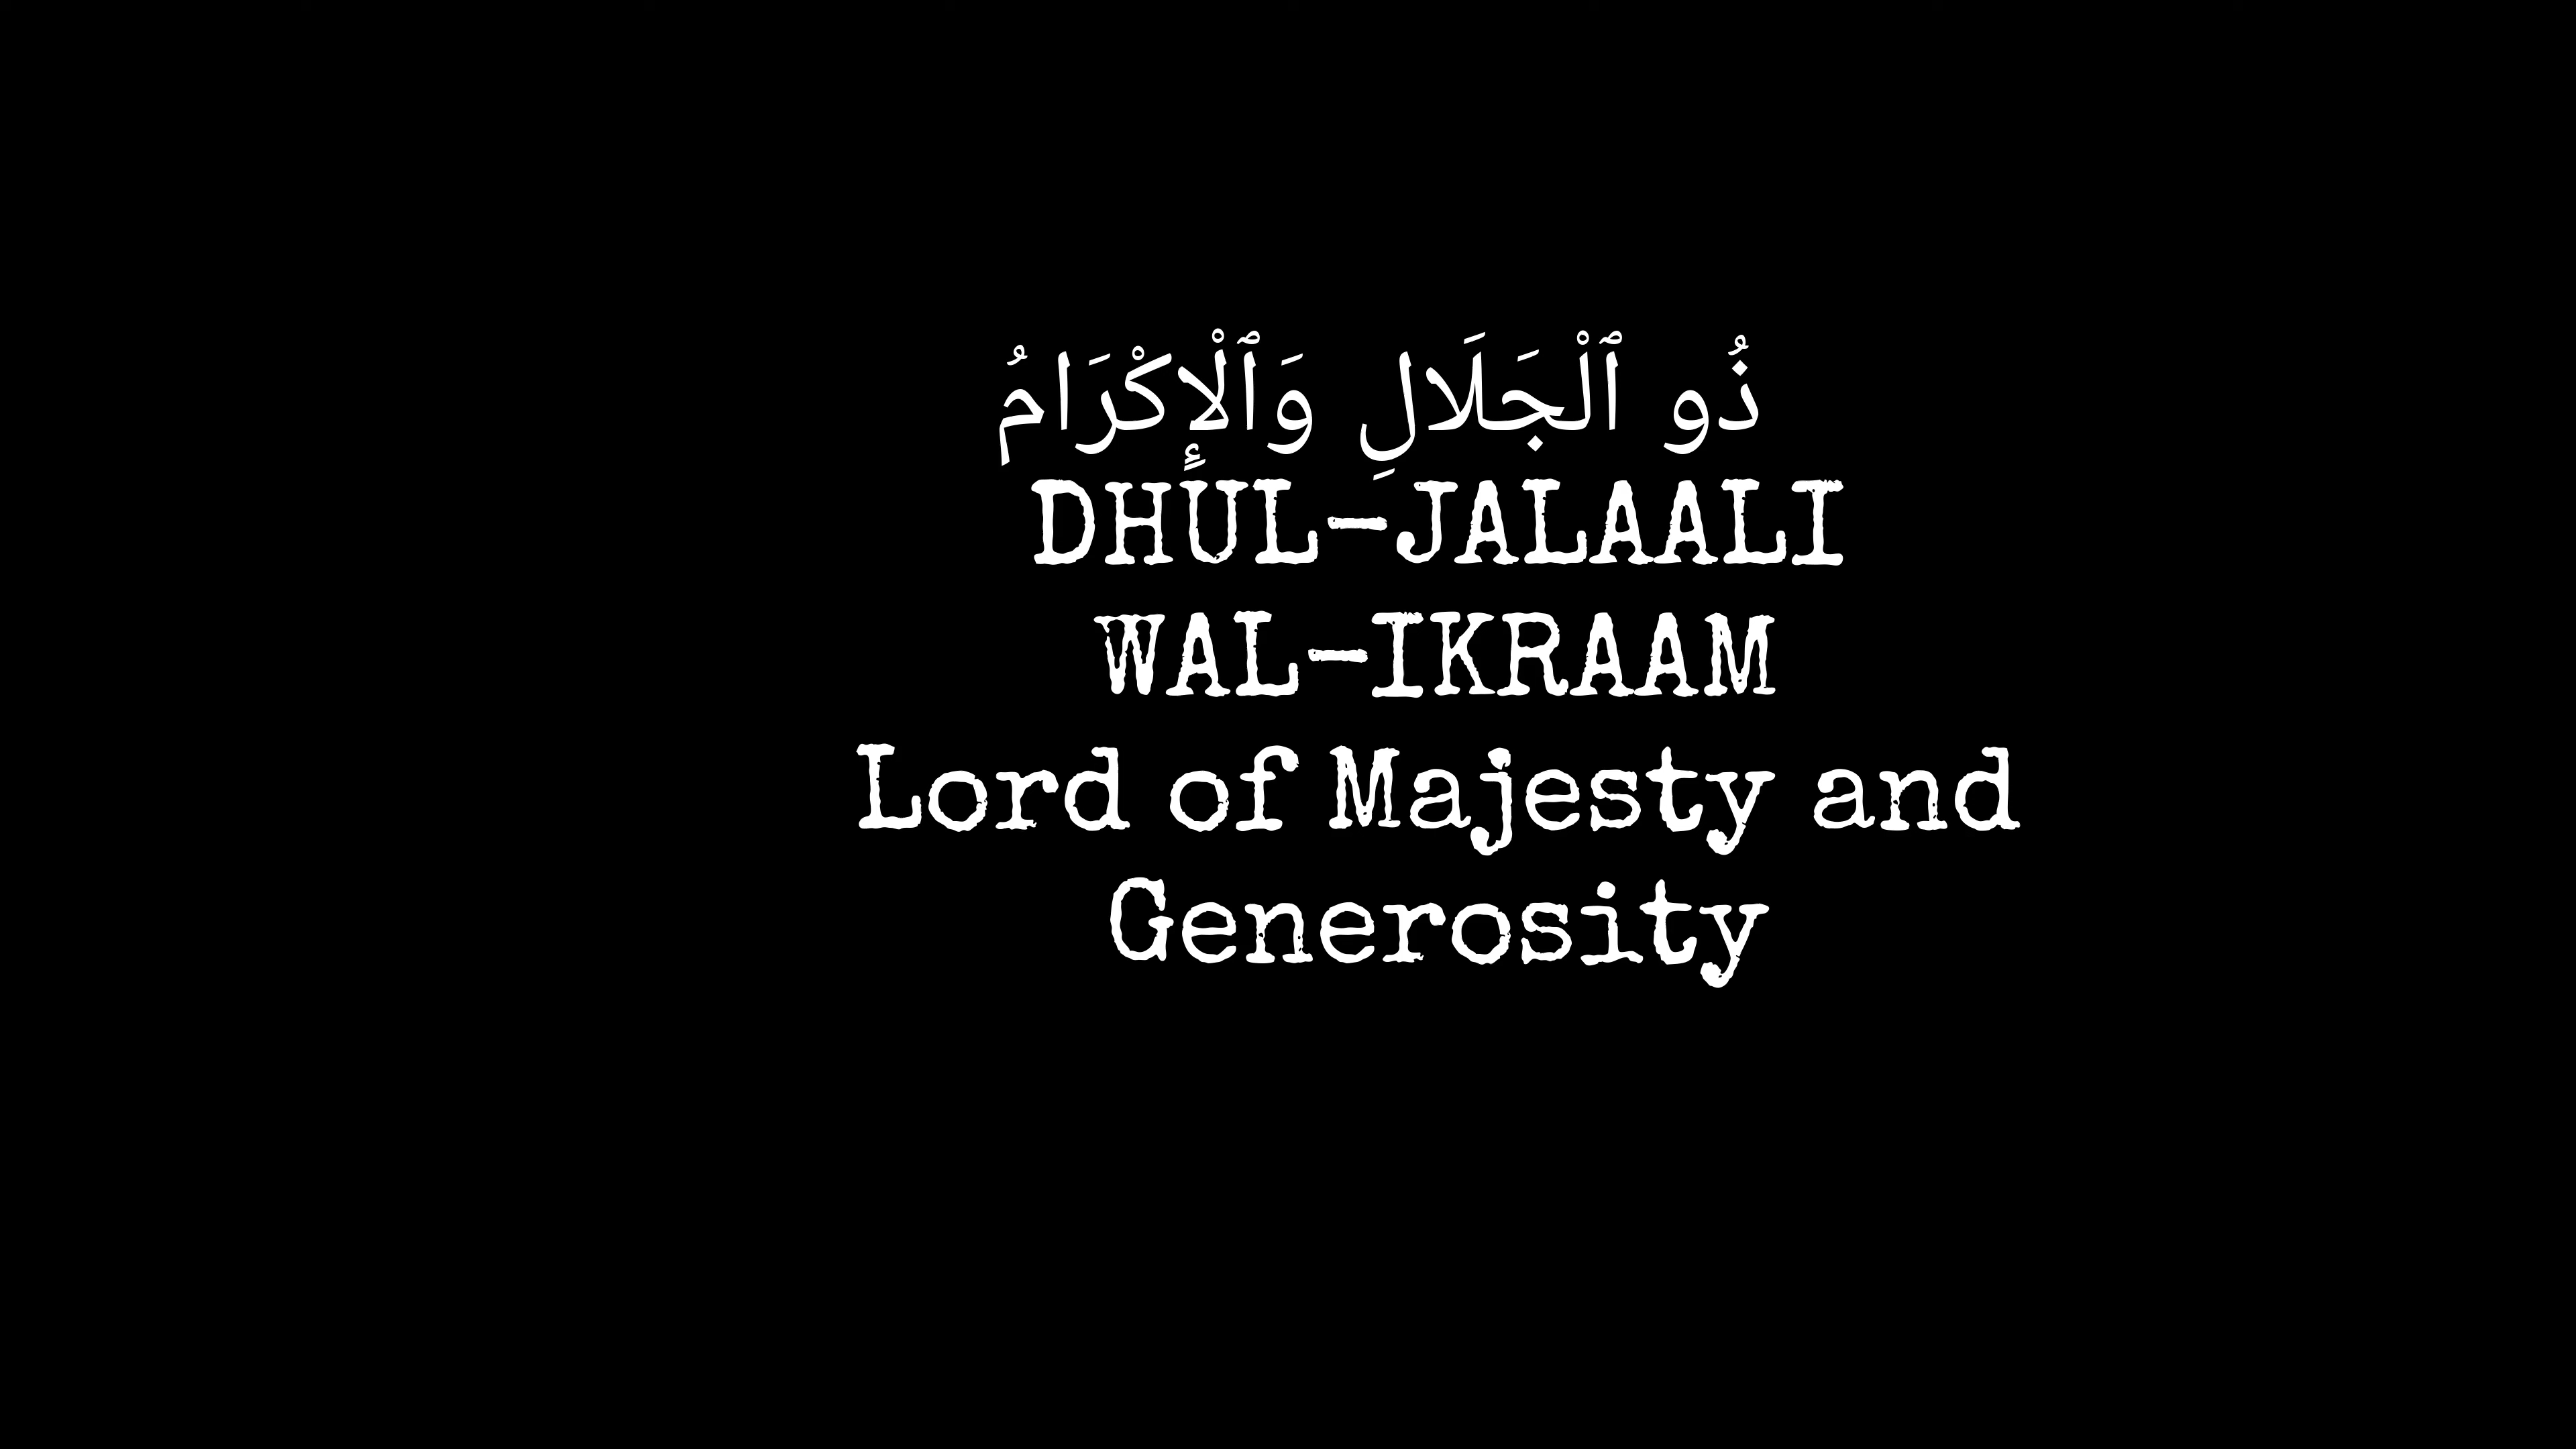 ذُو ٱلْجَلَالِ وَٱلْإِكْرَامُ
DHUL-JALAALI
WAL-IKRAAM
Lord of Majesty and
Generosity